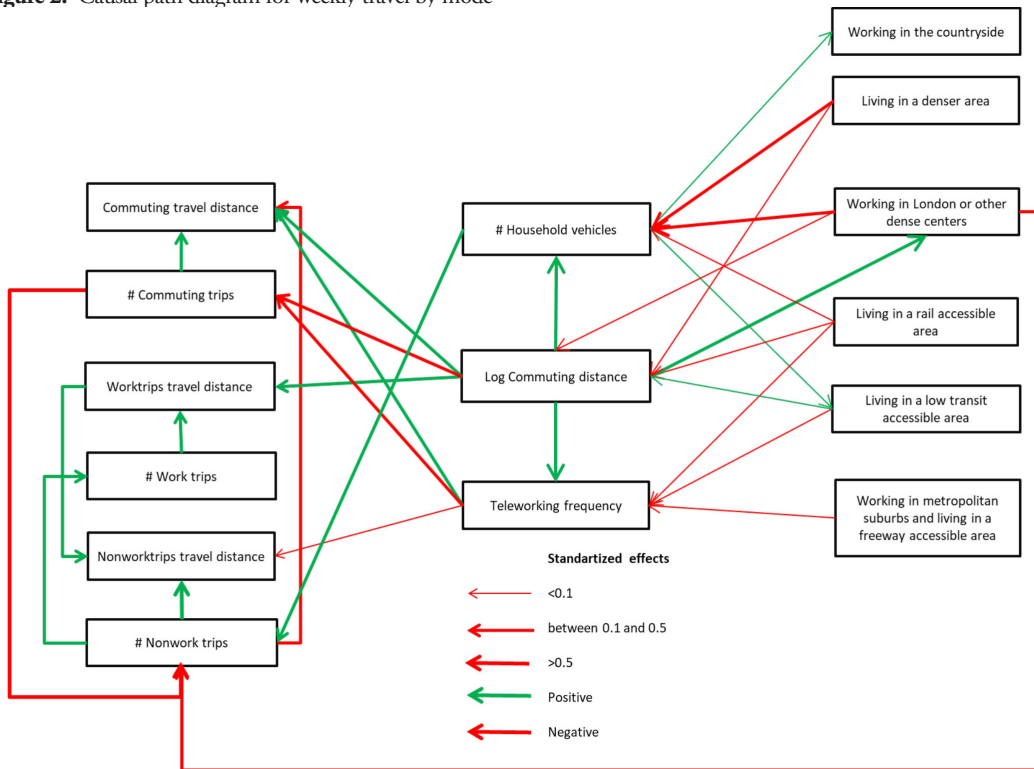 Figure 2. Causal path diagram for weekly travel by mode
Working in the countryside
Living in a denser area
Commuting travel distance
# Household vehicles
Working in London or other
dense centers
# Commuting trips
Living in a rail accessible
area
Worktrips travel distance
Log Commuting distance
Living in a low transit
accessible area
# Work trips
Teleworking frequency
Working in metropolitan
suburbs and living in a
freeway accessible area
Nonworktrips travel distance
# Nonwork trips
Standartized effects
<0.1
between 0.1 and 0.5
>0.5
Positive
Negative